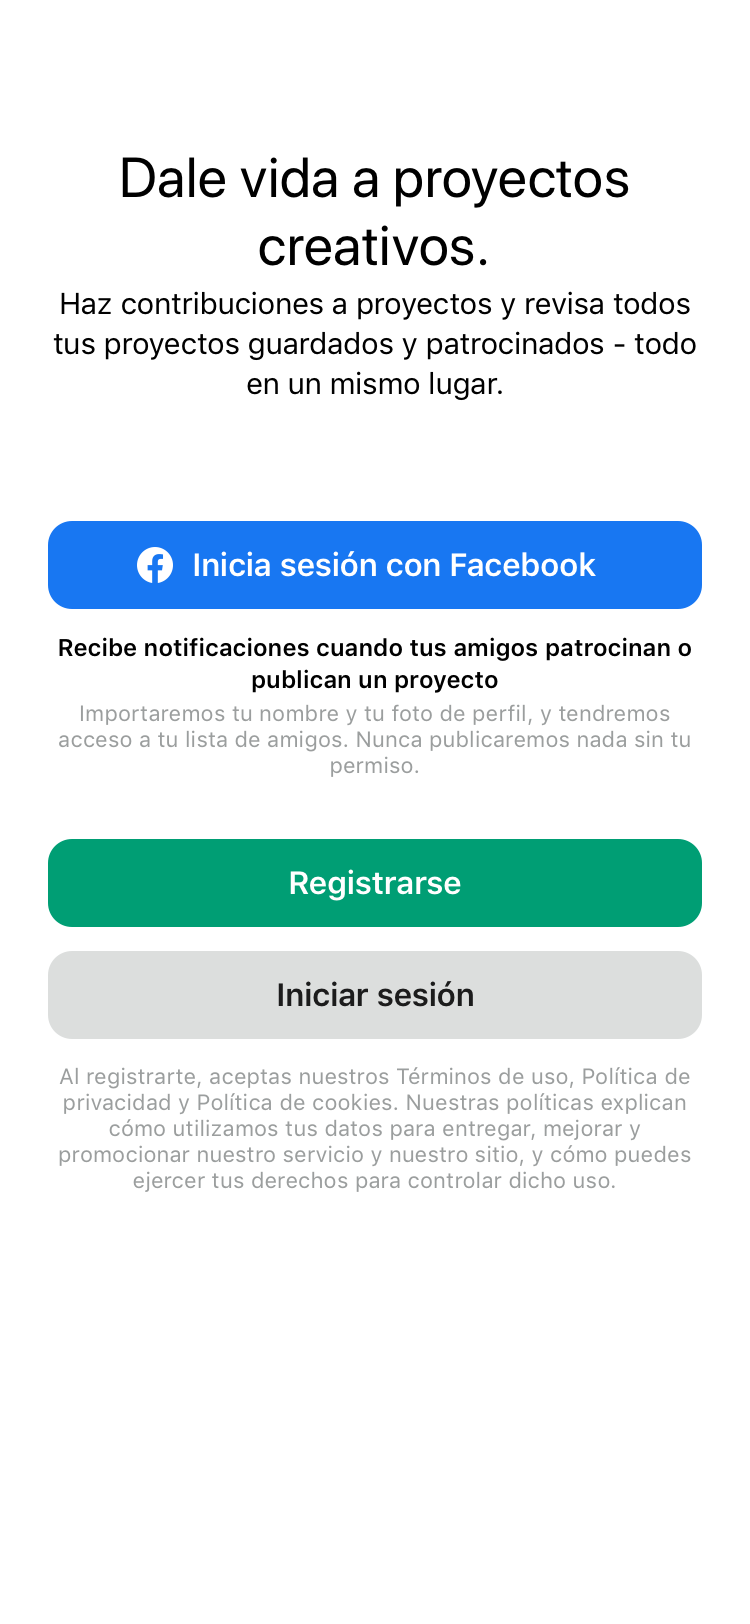 Dale vida a proyectos
creativos.
Haz contribuciones a proyectos y revisa todos
tus proyectos guardados y patrocinados - todo
en un mismo lugar.
Inicia sesión con Facebook
Recibe notificaciones cuando tus amigos patrocinan o
publican un proyecto
Importaremos tu nombre y tu foto de perfil, y tendremos
acceso a tu lista de amigos. Nunca publicaremos nada sin tu
permiso.
Registrarse
Iniciar sesión
Al registrarte, aceptas nuestros Términos de uso, Política de
privacidad y Política de cookies. Nuestras políticas explican
cómo utilizamos tus datos para entregar, mejorar y
promocionar nuestro servicio y nuestro sitio, y cómo puedes
ejercer tus derechos para controlar dicho uso.